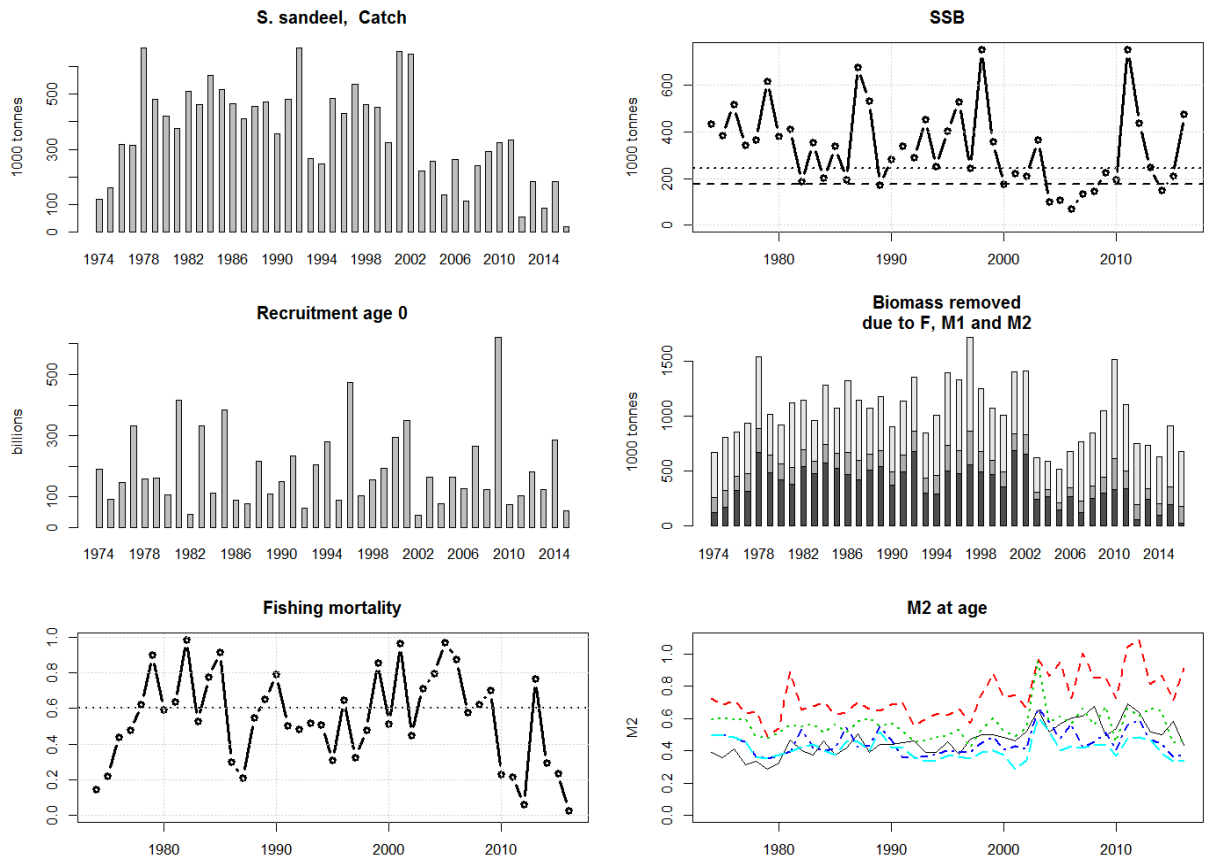 S. sandeel,  Catch
1000 tonnes
500
300
100
0
1974 1978 1982 1986 1990 1994 1998 2002 2006 2010 2014
SSB
1000 tonnes
600
400
200
0
1980 1990 2000 2010
Recruitment age 0
billions
500
300
100
0
1974 1978 1982 1986 1990 1994 1998 2002 2006 2010 2014
Biomass removed
due to F, M1 and M2
1000 tonnes
1500
1000
500
0
1974 1978 1982 1986 1990 1994 1998 2002 2006 2010 2014
Fishing mortality
1.0
0.8
0.6
0.4
0.2
0.0
1980 1990 2000 2010
M2 at age
M2
1.0
0.8
0.6
0.4
0.2
0.0
1980 1990 2000 2010